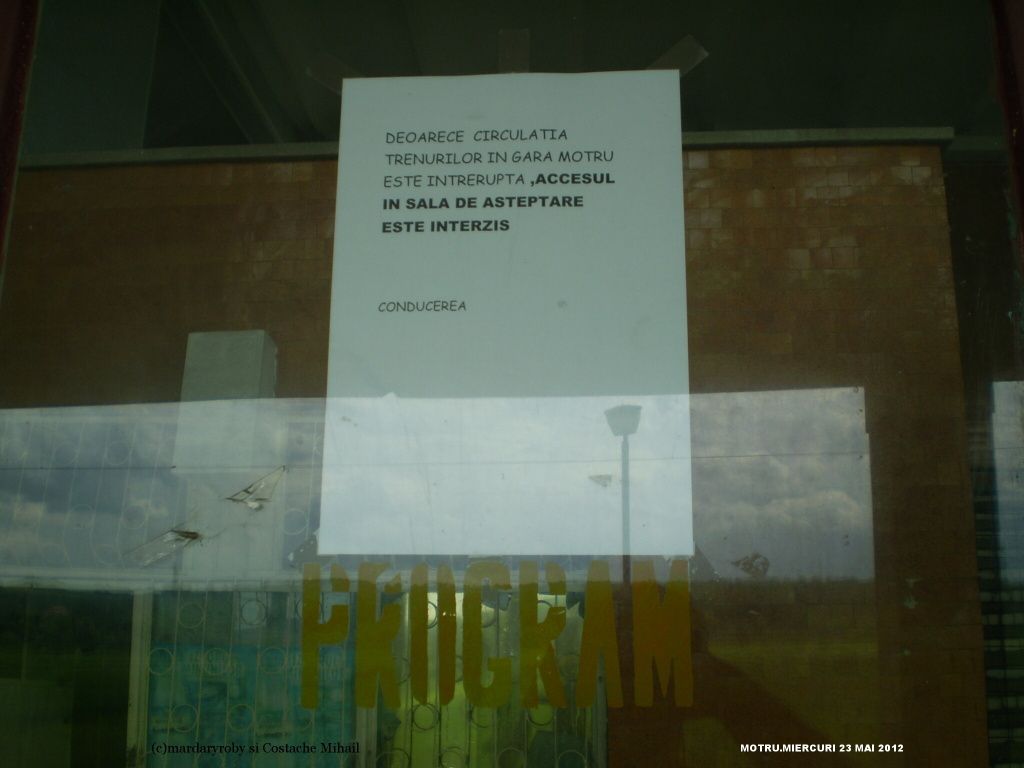 DEOARECE CIRCULATIA
TRENURILOR IN GARA MOTRU
ESTE INTRERUPTA ,ACCESUL
IN SALA DE ASTEPTARE
ESTE INTERZIS
CONDUCEREA
PROGRAM
(c)mardaryroby si Costache Mihail
MOTRU.MIERCURI 23 MAI 2012